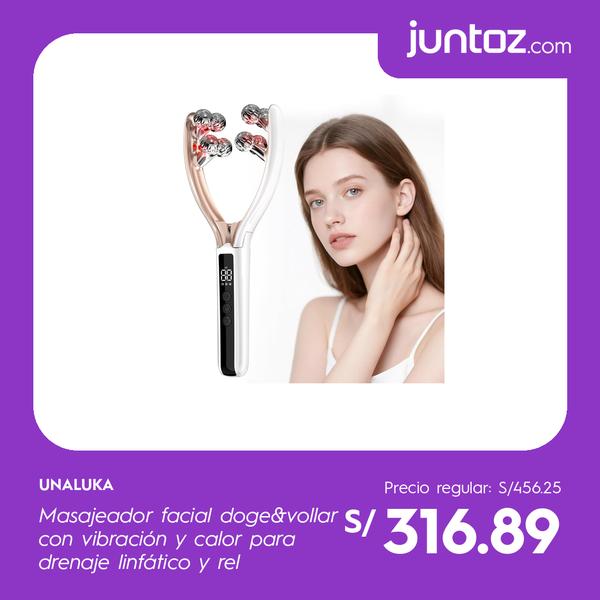 juntoz.com
88
UNALUKA
Masajeador facial doge&vollar
con vibración y calor para
drenaje linfático y rel
Precio regular: S/456.25
S/316.89